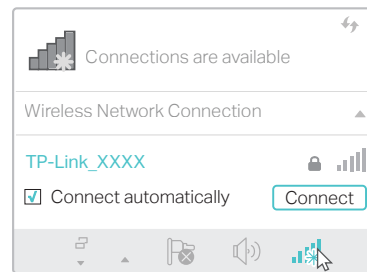 Connections are available
Wireless Network Connection
TP-Link_XXXX
Connect automatically
Connect